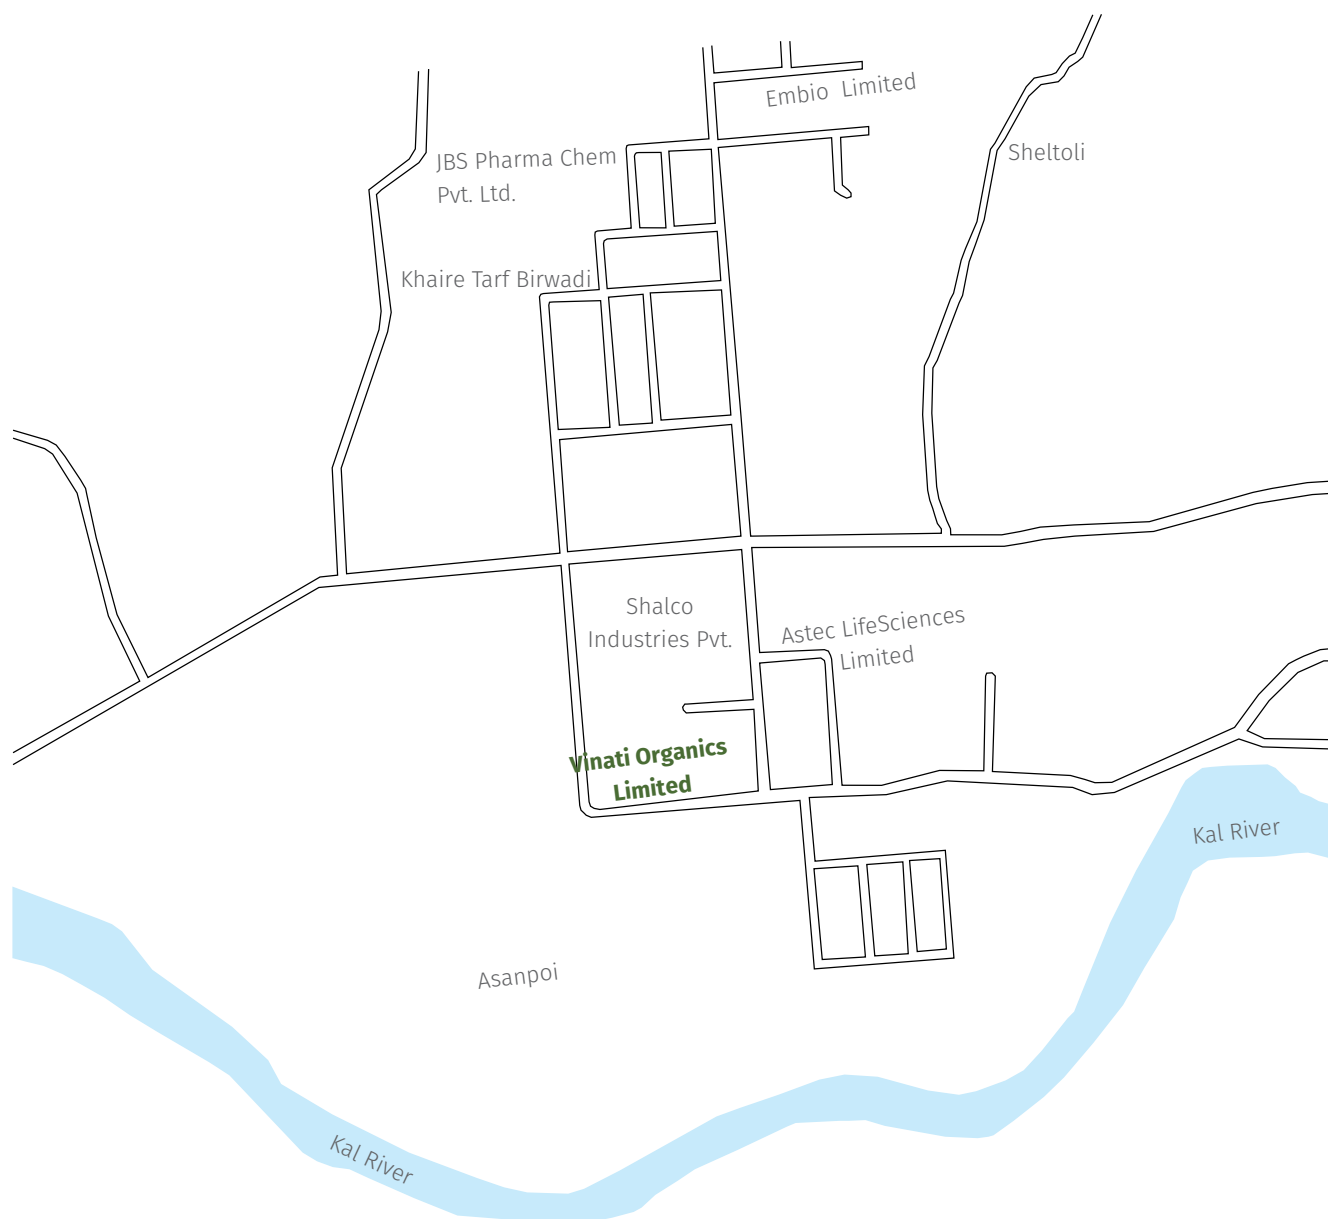 Embio Limited
JBS Pharma Chem
Pvt. Ltd.
Sheltoli
Khaire Tarf Birwadi
Shalco
Industries Pvt.
Astec LifeSciences
Limited
Vinati Organics
Limited
Kal River
Asanpoi
Kal River